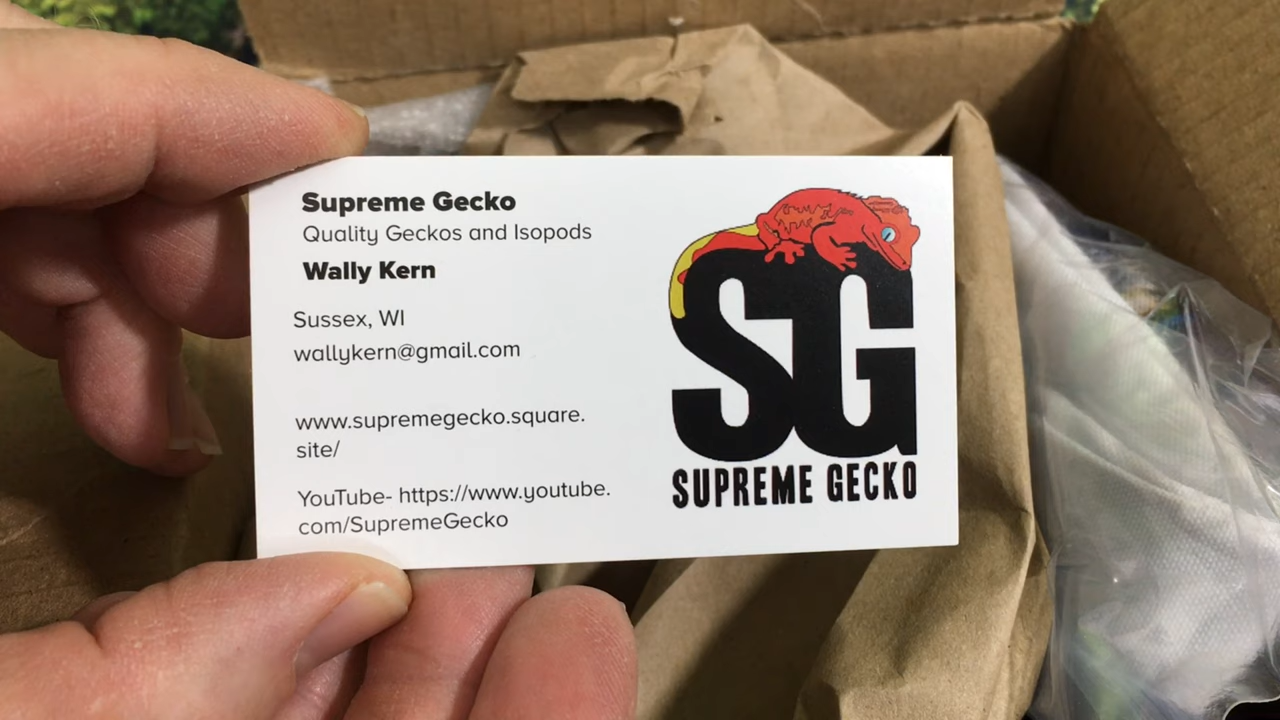 Supreme Gecko
Quality Geckos and Isopods
Wally Kern
Sussex, WI
wallykern@gmail.com
www.supremegecko.square.
site/
YouTube- https://www.youtube.
com/SupremeGecko
SG
SUPREME GECKO